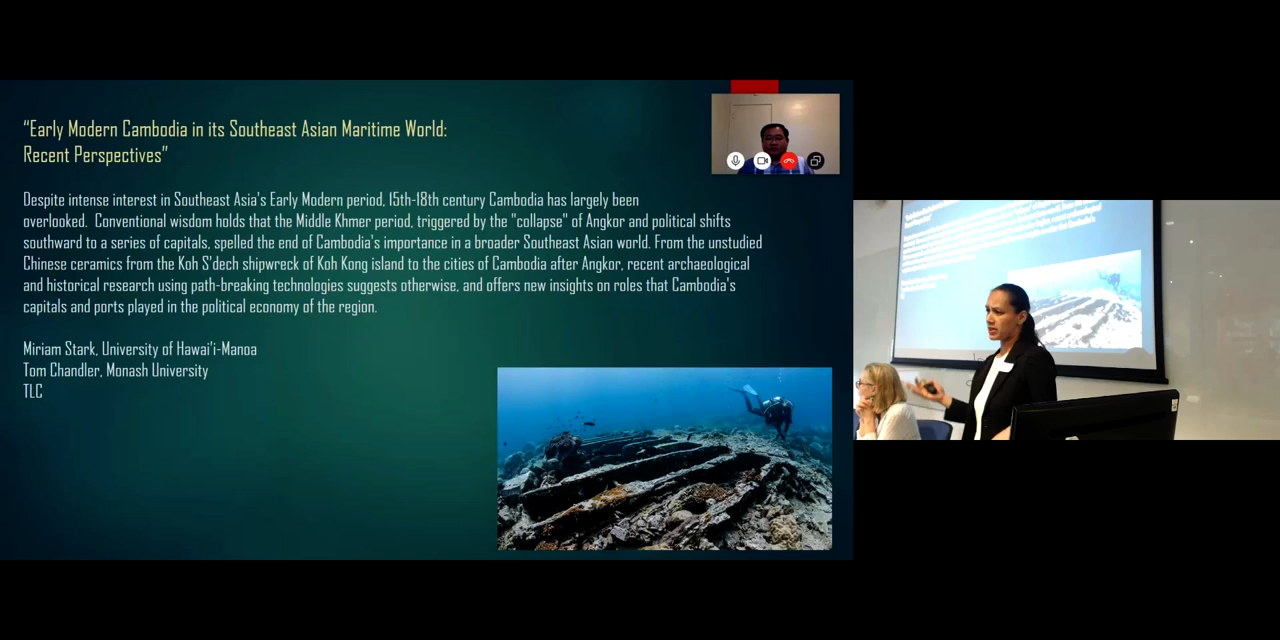 “Early Modern Cambodia in its Southeast Asian Maritime World:
Recent Perspectives”
Despite intense interest in Southeast Asia's Early Modern period, 15th-18th century Cambodia has largely been
overlooked. Conventional wisdom holds that the Middle Khmer period, triggered by the "collapse" of Angkor and political shifts
southward to a series of capitals, spelled the end of Cambodia's importance in a broader Southeast Asian world. From the unstudied
Chinese ceramics from the Koh S'dech shipwreck of Koh Kong island to the cities of Cambodia after Angkor, recent archaeological
and historical research using path-breaking technologies suggests otherwise, and offers new insights on roles that Cambodia's
capitals and ports played in the political economy of the region.
Miriam Stark, University of Hawai'i-Manoa
Tom Chandler, Monash University
TLC